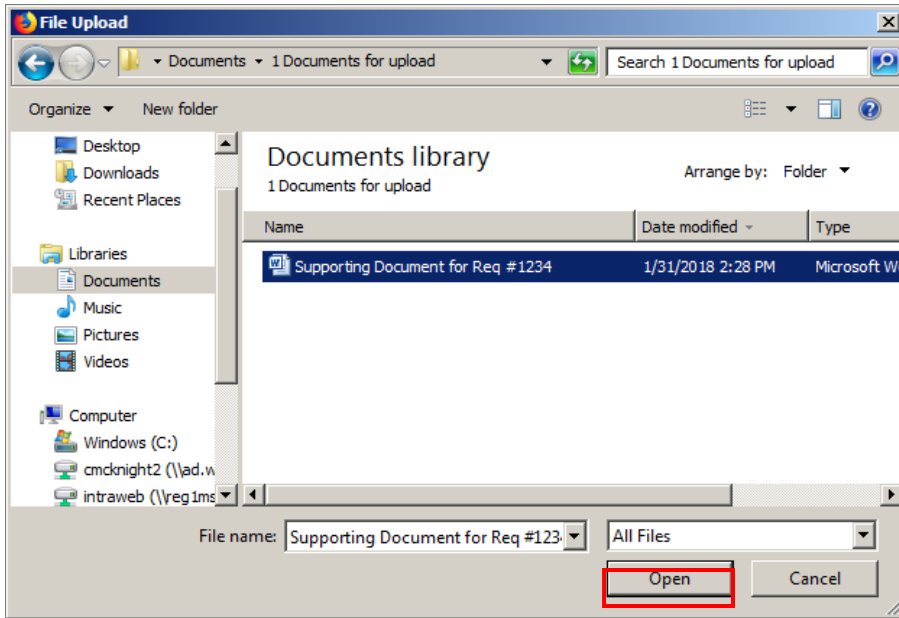 File Upload
Documents 1 Documents for upload
Search 1 Documents for upload
Organize New folder
Desktop
Downloads
Recent Places
Libraries
Documents
Music
Pictures
Videos
Computer
Windows (C:)
cmcknight2 (\\ad.w
intraweb (\\reg1ms
Documents library
1 Documents for upload
Arrange by: Folder
Name Date modified Type
Supporting Document for Req #1234 1/31/2018 2:28 PM Microsoft W
File name: Supporting Document for Req #123 All Files
Open Cancel